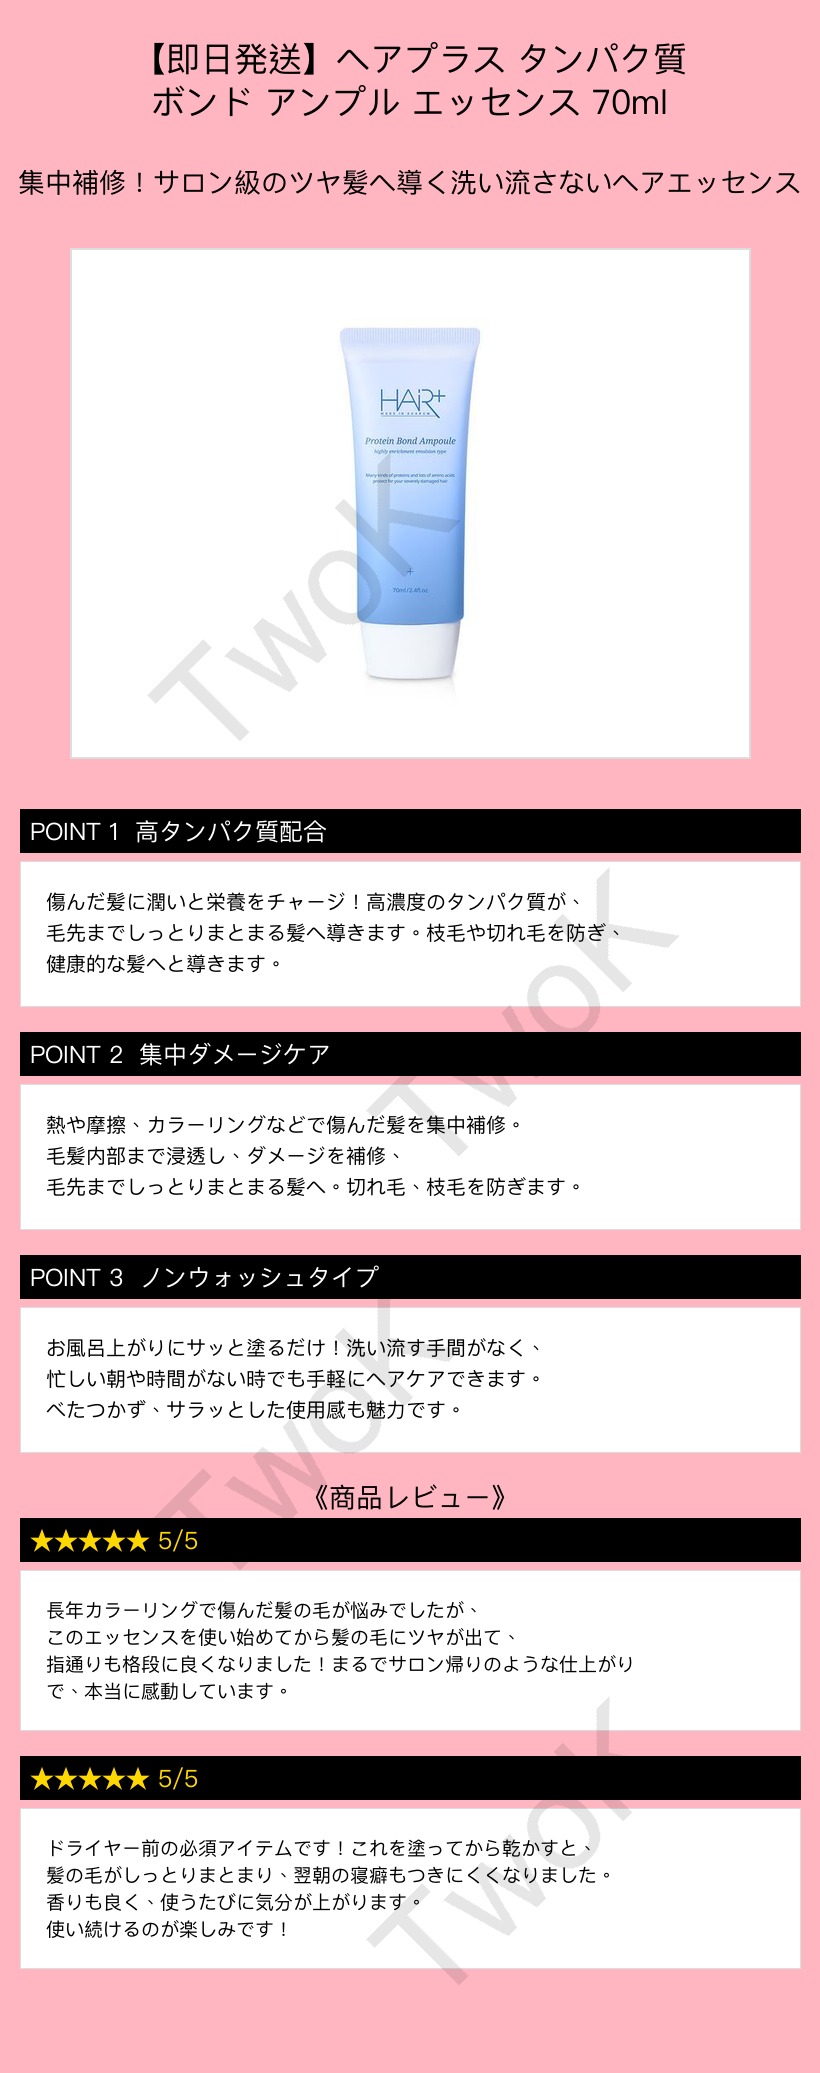 【即日発送】ヘアプラス タンパク質
ボンド アンプル エッセンス 70ml
集中補修！サロン級のツヤ髪へ導く洗い流さないヘアエッセンス
HAiR+
MADE IN GANGNAM
Protein Bond Ampoule
highly enrichment emulsion type
Many kinds of proteins and lots of amino acids
protect for your severely damaged hair
+
70ml/2.4fl.oz.
TwoK
POINT 1 高タンパク質配合
傷んだ髪に潤いと栄養をチャージ！高濃度のタンパク質が、
毛先までしっとりまとまる髪へ導きます。枝毛や切れ毛を防ぎ、
健康的な髪へと導きます。
TwoK
POINT 2 集中ダメージケア
熱や摩擦、カラーリングなどで傷んだ髪を集中補修。
毛髪内部まで浸透し、ダメージを補修、
毛先までしっとりまとまる髪へ。切れ毛、枝毛を防ぎます。
POINT 3 ノンウォッシュタイプ
お風呂上がりにサッと塗るだけ！洗い流す手間がなく、
忙しい朝や時間がない時でも手軽にヘアケアできます。
べたつかず、サラッとした使用感も魅力です。
TwoK
《商品レビュー》
★★★★★ 5/5
長年カラーリングで傷んだ髪の毛が悩みでしたが、
このエッセンスを使い始めてから髪の毛にツヤが出て、
指通りも格段に良くなりました！まるでサロン帰りのような仕上がり
で、本当に感動しています。
★★★★★ 5/5
ドライヤー前の必須アイテムです！これを塗ってから乾かすと、
髪の毛がしっとりまとまり、翌朝の寝癖もつきにくくなりました。
香りも良く、使うたびに気分が上がります。
使い続けるのが楽しみです！
TwoK